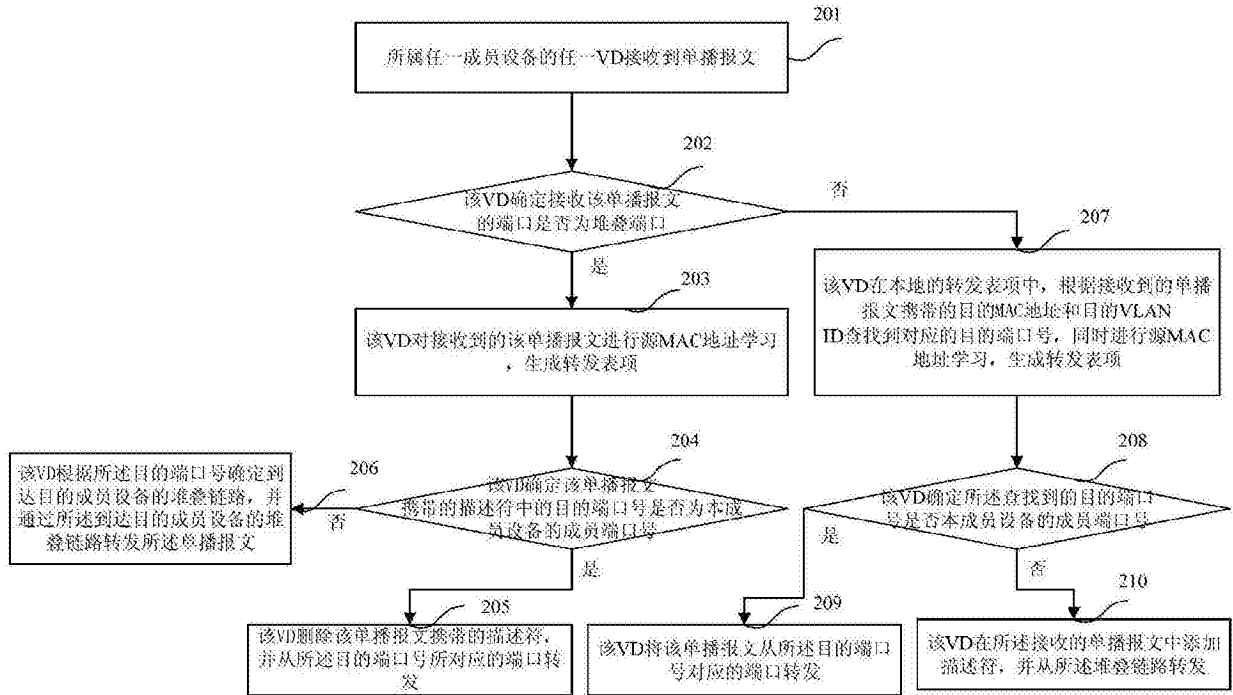 201
所属任一成员设备的任一VD接收到单播报文
202
该VD确定接收该单播报文
的端口是否为堆叠端口
否
是
203
该VD对接收到的该单播报文进行源MAC地址学习
，生成转发表项
207
该VD在本地的转发表项中，根据接收到的单播
报文携带的目的MAC地址和目的VLAN
ID查找到对应的目的端口号，同时进行源MAC
地址学习，生成转发表项
204
该VD确定该单播报文
携带的描述符中的目的端口号是否为本成
员设备的成员端口号
否
是
206
该VD根据所述目的端口号确定到
达目的成员设备的堆叠链路，并
通过所述到达目的成员设备的堆
叠链路转发所述单播报文
208
该VD确定所述查找到的目的端口
号是否本成员设备的成员端口号
是
否
205
该VD删除该单播报文携带的描述符，
并从所述目的端口号所对应的端口转
发
209
该VD将该单播报文从所述目的端口
号对应的端口转发
210
该VD在所述接收的单播报文中添加
描述符，并从所述堆叠链路转发